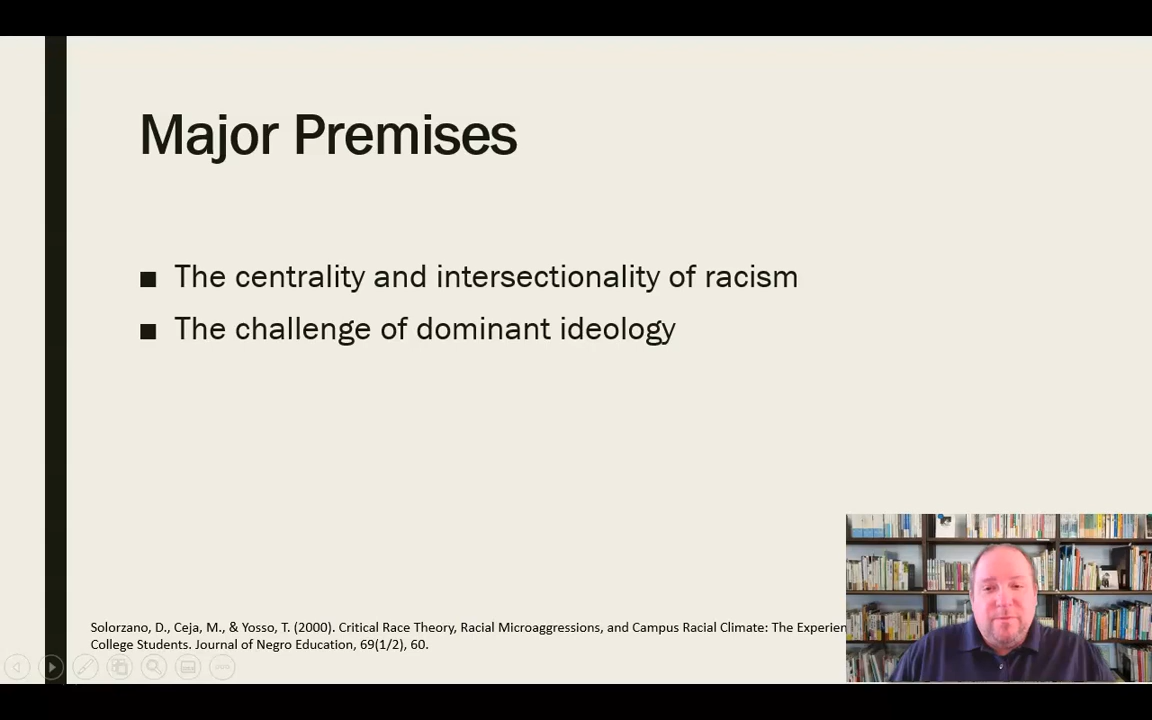 Major Premises
The centrality and intersectionality of racism
The challenge of dominant ideology
Solorzano, D., Ceja, M., & Yosso, T. (2000). Critical Race Theory, Racial Microaggressions, and Campus Racial Climate: The
College Students. Journal of Negro Education, 69(1/2), 60.